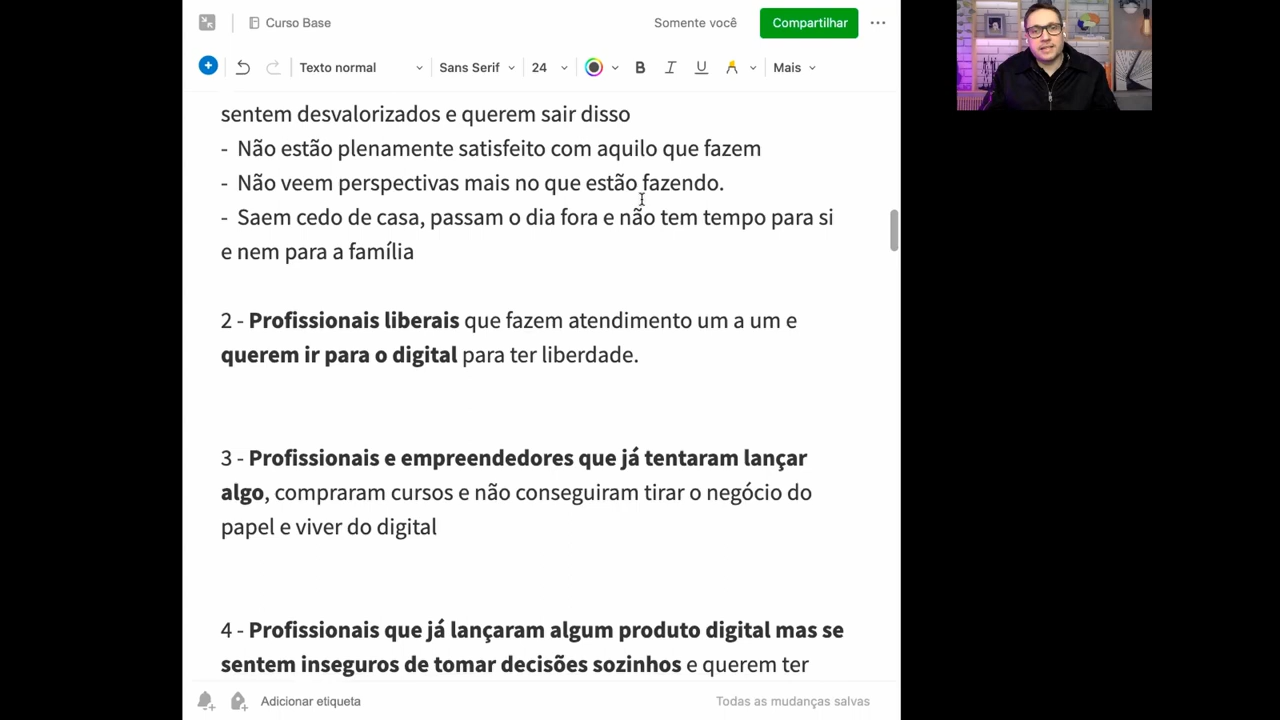 Curso Base
Somente você
Compartilhar
Texto normal
Sans Serif
24
B
I
U
A
Mais
sentem desvalorizados e querem sair disso
- Não estão plenamente satisfeito com aquilo que fazem
- Não veem perspectivas mais no que estão fazendo.
- Saem cedo de casa, passam o dia fora e não tem tempo para si
e nem para a família
2 - Profissionais liberais que fazem atendimento um a um e
querem ir para o digital para ter liberdade.
3 - Profissionais e empreendedores que já tentaram lançar
algo, compraram cursos e não conseguiram tirar o negócio do
papel e viver do digital
4 - Profissionais que já lançaram algum produto digital mas se
sentem inseguros de tomar decisões sozinhos e querem ter
Adicionar etiqueta
Todas as mudanças salvas